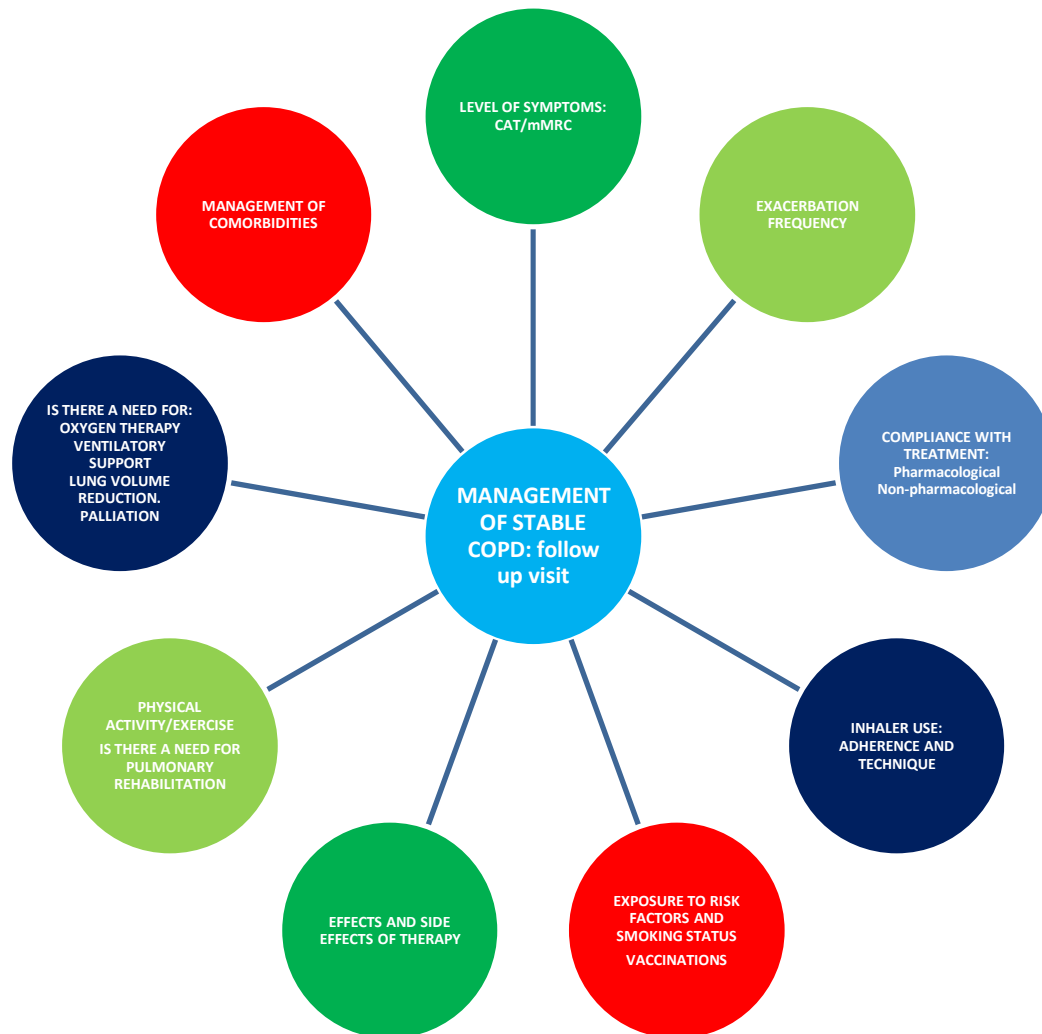 LEVEL OF SYMPTOMS:
CAT/mMRC
EXACERBATION
FREQUENCY
COMPLIANCE WITH
TREATMENT:
Pharmacological
Non-pharmacological
INHALER USE:
ADHERENCE AND
TECHNIQUE
EXPOSURE TO RISK
FACTORS AND
SMOKING STATUS
VACCINATIONS
EFFECTS AND SIDE
EFFECTS OF THERAPY
PHYSICAL
ACTIVITY/EXERCISE
IS THERE A NEED FOR
PULMONARY
REHABILITATION
IS THERE A NEED FOR:
OXYGEN THERAPY
VENTILATORY
SUPPORT
LUNG VOLUME
REDUCTION.
PALLIATION
MANAGEMENT OF
COMORBIDITIES
MANAGEMENT
OF STABLE
COPD: follow
up visit